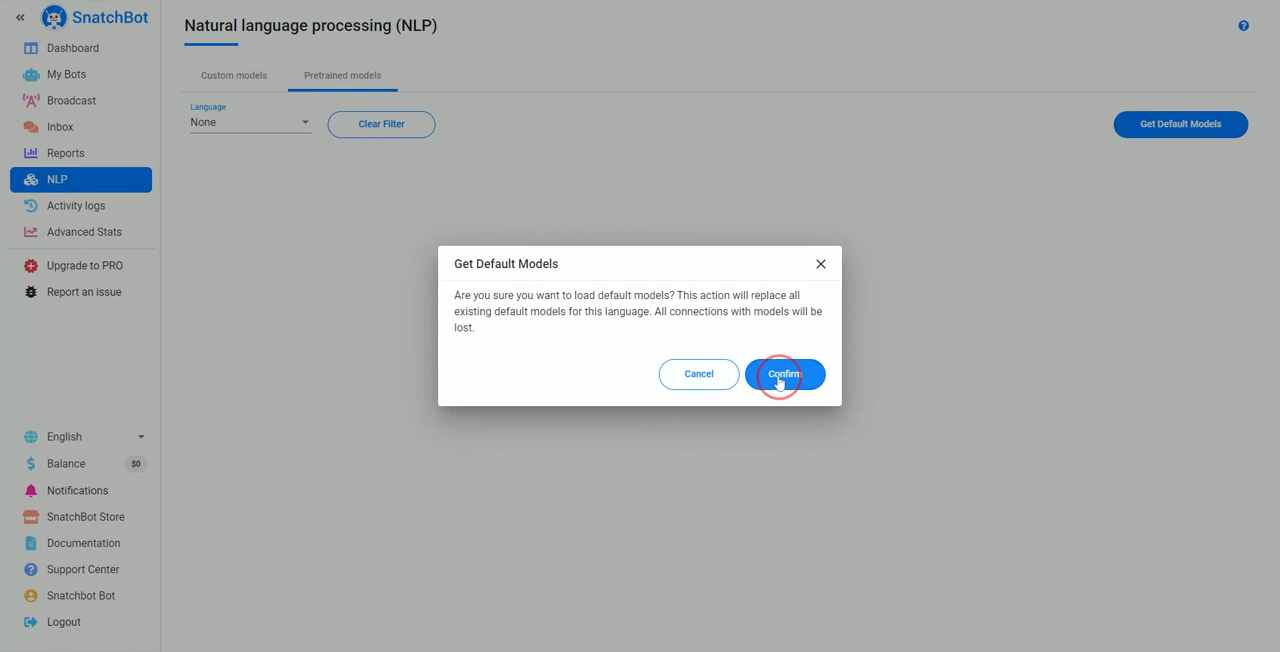 SnatchBot
Dashboard
My Bots
Broadcast
Inbox
Reports
NLP
Activity logs
Advanced Stats
Upgrade to PRO
Report an issue
English
Balance $0
Notifications
SnatchBot Store
Documentation
Support Center
Snatchbot Bot
Logout
Natural language processing (NLP)
Custom models Pretrained models
Language
None
Clear Filter
Get Default Models
Get Default Models
Are you sure you want to load default models? This action will replace all
existing default models for this language. All connections with models will be
lost.
Cancel Confirm